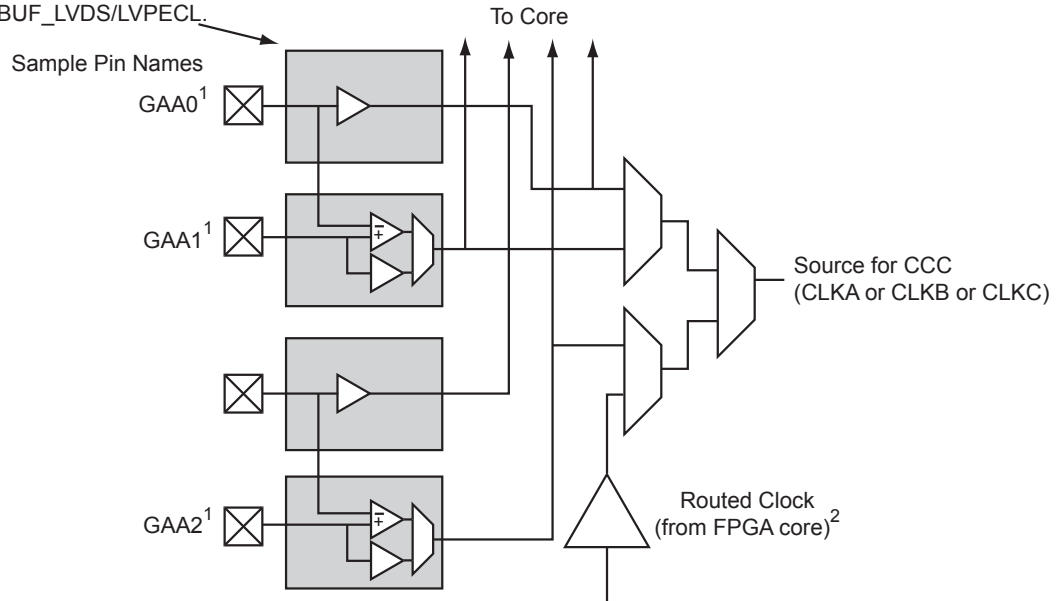 BUF_LVDS/LVPECL.
To Core
Sample Pin Names
GAA0¹
GAA1¹
- +
Source for CCC
(CLKA or CLKB or CLKC)
GAA2¹
- +
Routed Clock
(from FPGA core)²